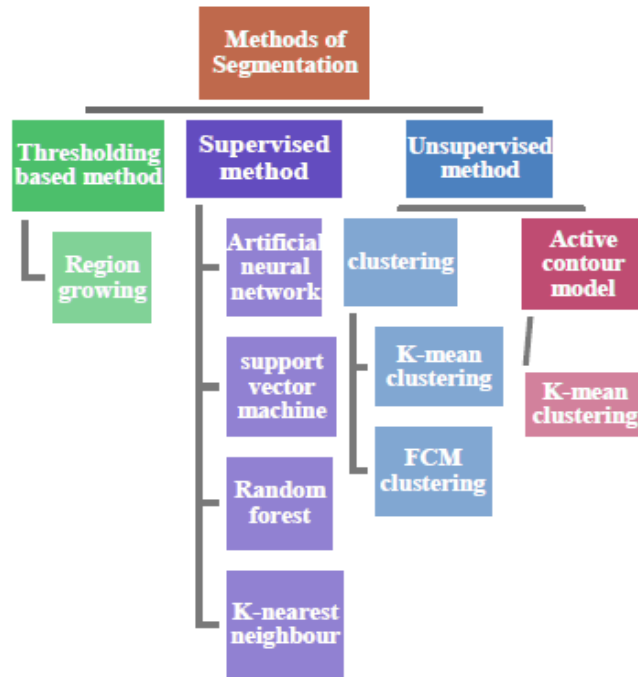 Methods of
Segmentation
Thresholding
based method
Supervised
method
Unsupervised
method
Region
growing
Artificial
neural
network
support
vector
machine
Random
forest
K-nearest
neighbour
clustering
K-mean
clustering
FCM
clustering
Active
contour
model
K-mean
clustering